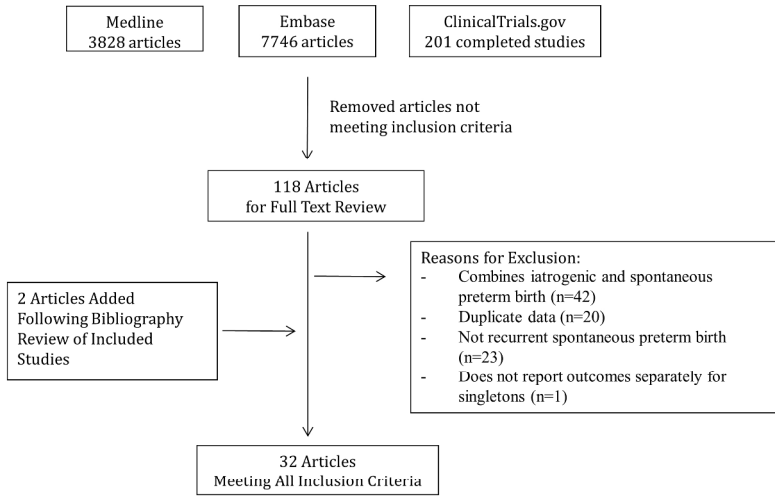 Medline
3828 articles
Embase
7746 articles
ClinicalTrials.gov
201 completed studies
Removed articles not
meeting inclusion criteria
118 Articles
for Full Text Review
Reasons for Exclusion:
- Combines iatrogenic and spontaneous
preterm birth (n=42)
- Duplicate data (n=20)
- Not recurrent spontaneous preterm birth
(n=23)
- Does not report outcomes separately for
singletons (n=1)
2 Articles Added
Following Bibliography
Review of Included
Studies
32 Articles
Meeting All Inclusion Criteria